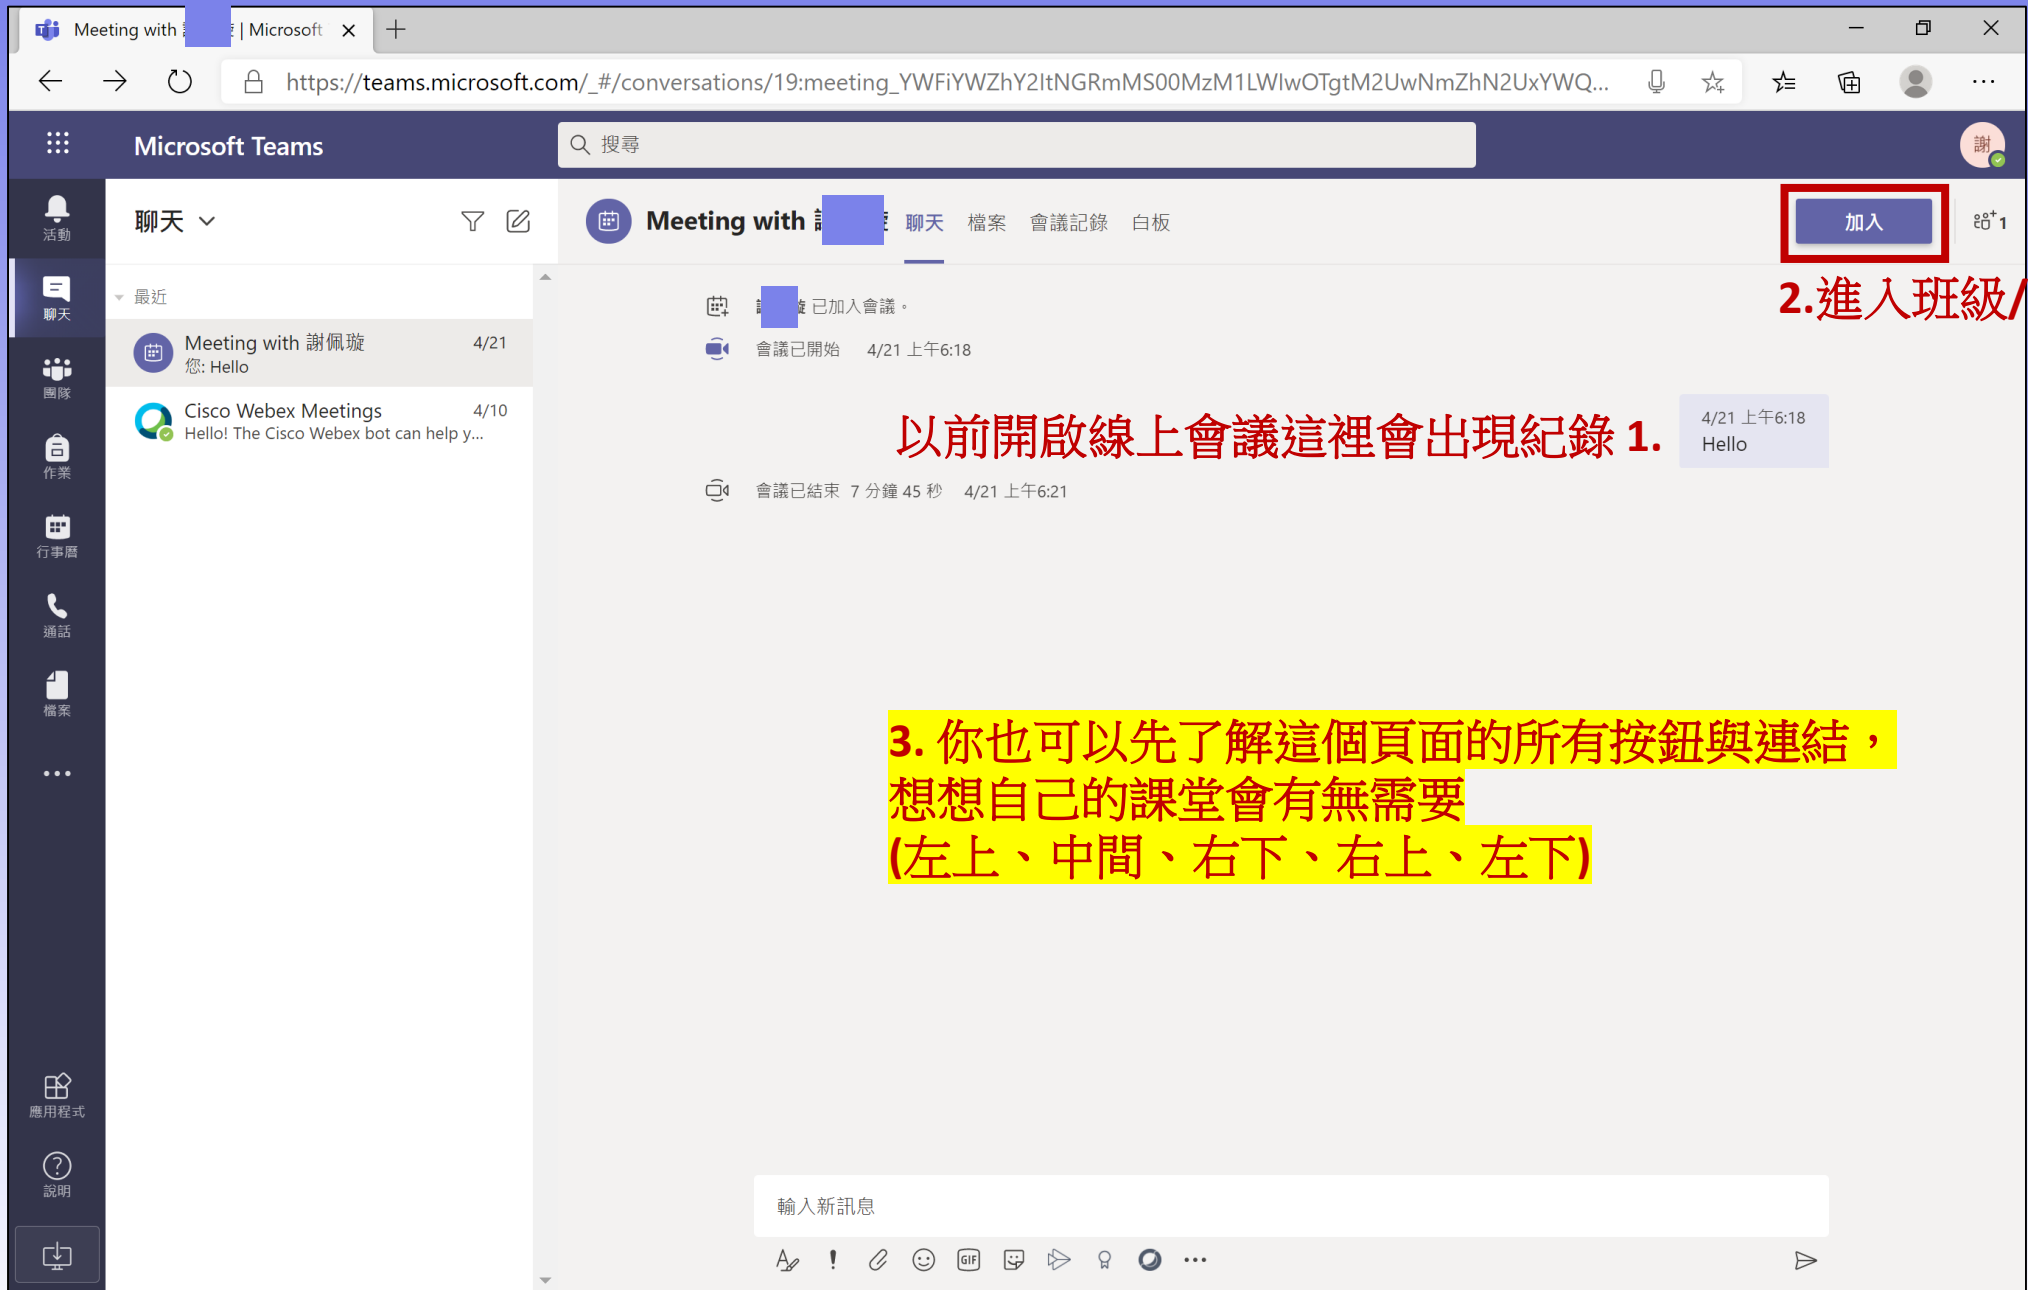 Meeting with | Microsoft
https://teams.microsoft.com/_#/conversations/19:meeting_YWFiYWZhY2ItNGRmMS00MzM1LWIwOTgtM2UwNmZhN2UxYWQ...
Microsoft Teams
搜尋
謝
活動
聊天
團隊
作業
行事曆
通話
檔案
應用程式
說明
聊天
最近
Meeting with 謝佩璇 4/21
您: Hello
Cisco Webex Meetings 4/10
Hello! The Cisco Webex bot can help y...
Meeting with 聊天 檔案 會議記錄 白板
加入
1
2.進入班級/
已加入會議。
會議已開始 4/21 上午6:18
以前開啟線上會議這裡會出現紀錄 1.
4/21 上午6:18
Hello
會議已結束 7 分鐘 45 秒 4/21 上午6:21
3. 你也可以先了解這個頁面的所有按鈕與連結，
想想自己的課堂會有無需要
(左上、中間、右下、右上、左下)
輸入新訊息
GIF